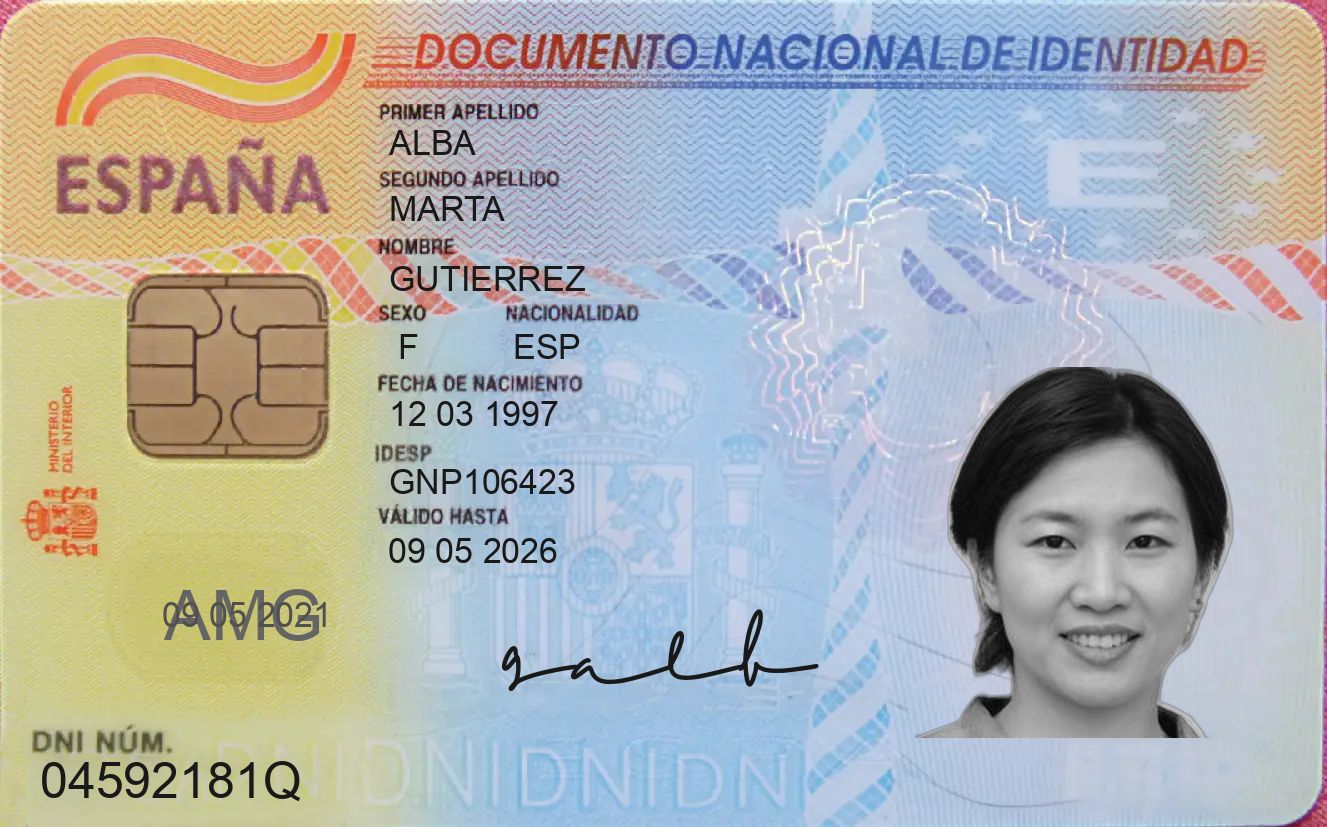 DOCUMENTO NACIONAL DE IDENTIDAD
ESPAÑA
PRIMER APELLIDO
ALBA
SEGUNDO APELLIDO
MARTA
NOMBRE
GUTIERREZ
SEXO NACIONALIDAD
F ESP
FECHA DE NACIMIENTO
12 03 1997
IDESP
GNP106423
VÁLIDO HASTA
09 05 2026
MINISTERIO
DEL INTERIOR
E
AMG
09 05 2021
galb
DNI NÚM.
04592181Q
DNIDNIDNIDN